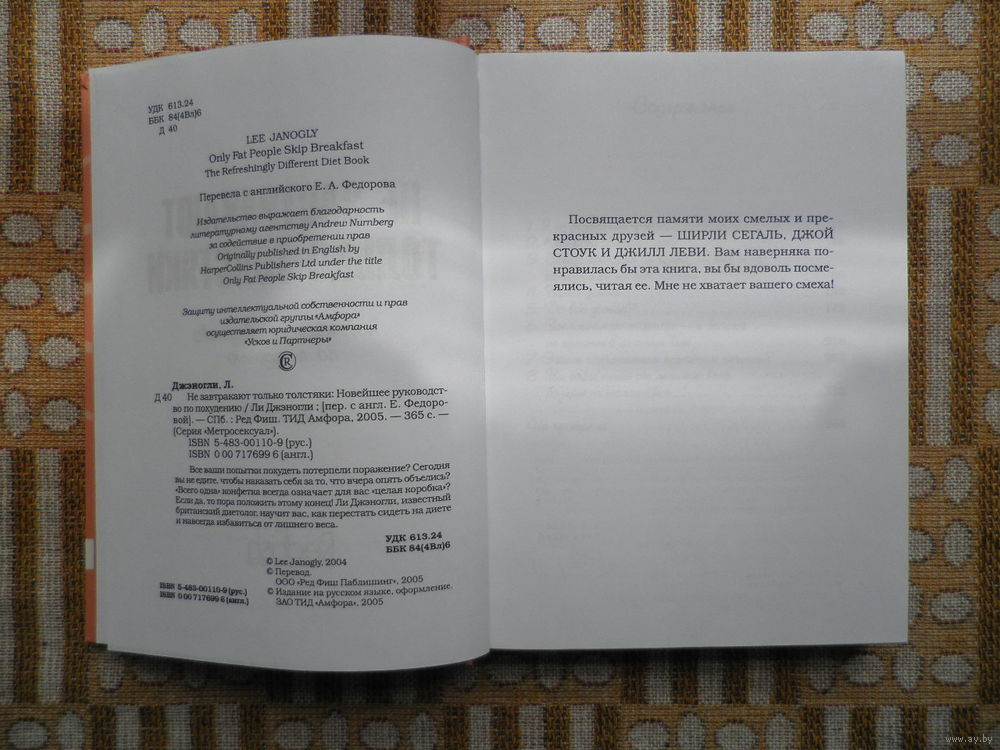 УДК 613.24
ББК 84(4Вл)6
Д 40
LEE JANOGLY
Only Fat People Skip Breakfast
The Refreshingly Different Diet Book
Перевела с английского Е. А. Федорова
Издательство выражает благодарность
литературному агентству Andrew Nurnberg
за содействие в приобретении прав
Originally published in English by
HarperCollins Publishers Ltd under the title
Only Fat People Skip Breakfast
Защиту интеллектуальной собственности и прав
издательской группы «Амфора»
осуществляет юридическая компания
«Усков и Партнеры»
Джэногли, Л.
Д 40 Не завтракают только толстяки: Новейшее руководст-
во по похудению / Ли Джэногли ; [пер. с англ. Е. Федоро-
вой]. — СПб. : Ред Фиш. ТИД Амфора, 2005. — 365 с. —
(Серия «Метросексуал»).
ISBN 5-483-00110-9 (рус.)
ISBN 0 00 717699 6 (англ.)
Все ваши попытки похудеть потерпели поражение? Сегодня
вы не едите, чтобы наказать себя за то, что вчера опять объелись?
«Всего одна» конфетка всегда означает для вас «целая коробка»?
Если да, то пора положить этому конец! Ли Джэногли, известный
британский диетолог, научит вас, как перестать сидеть на диете
и навсегда избавиться от лишнего веса.
УДК 613.24
ББК 84(4Вл)6
© Lee Janogly, 2004
© Перевод.
ООО «Ред Фиш Паблишинг», 2005
© Издание на русском языке, оформление.
ЗАО ТИД «Амфора», 2005
ISBN 5-483-00110-9 (рус.)
ISBN 0 00 717699 6 (англ.)
Посвящается памяти моих смелых и пре-
красных друзей — ШИРЛИ СЕГАЛЬ, ДЖОЙ
СТОУК И ДЖИЛЛ ЛЕВИ. Вам наверняка по-
нравилась бы эта книга, вы бы вдоволь посме-
ялись, читая ее. Мне не хватает вашего смеха!
www.ay.by